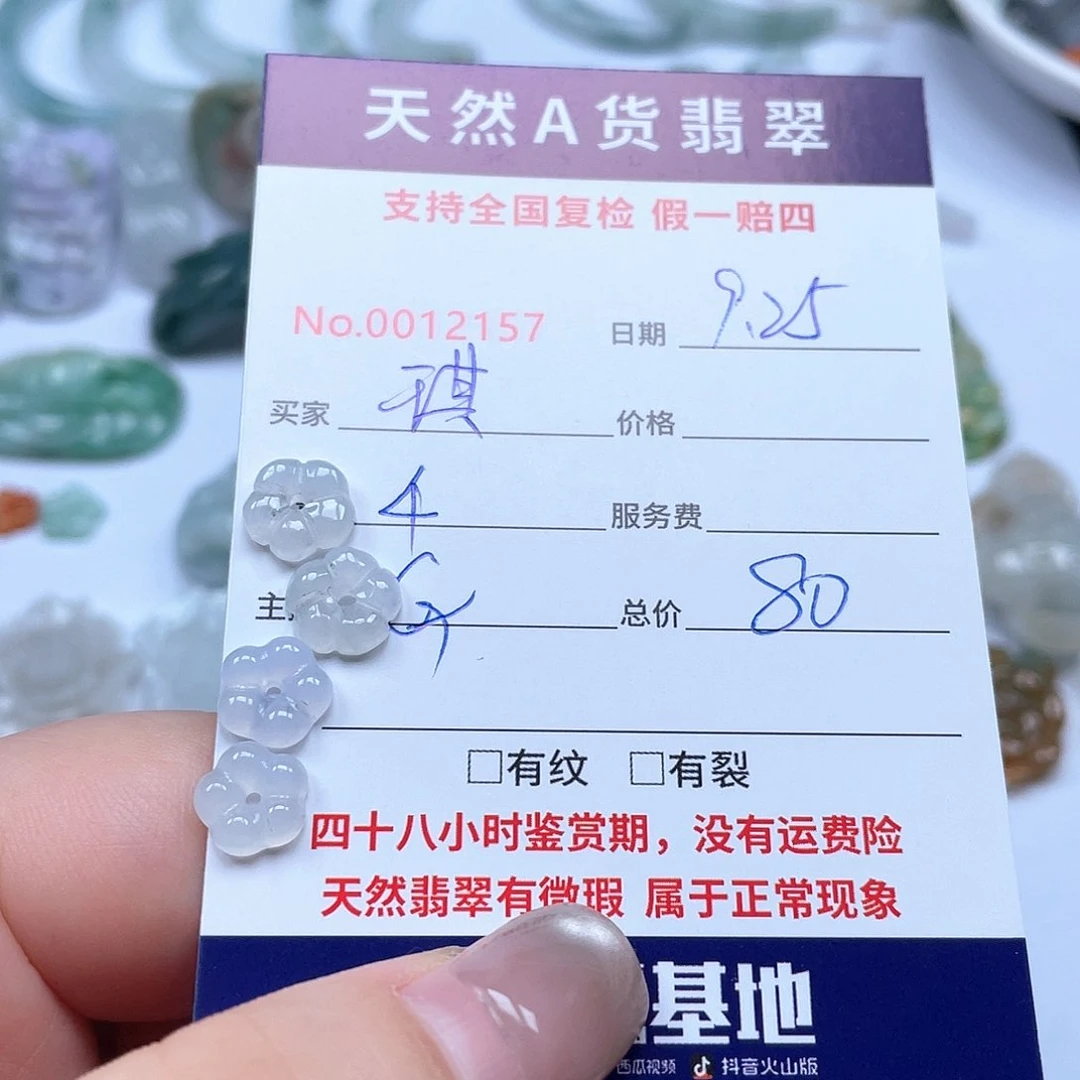 天然A货翡翠
支持全国复检 假一赔四
No.0012157 日期 9.25
买家 琪 价格
4 服务费
主 总价 80
□有纹 □有裂
四十八小时鉴赏期，没有运费险
天然翡翠有微瑕 属于正常现象
基地
西瓜视频 抖音火山版